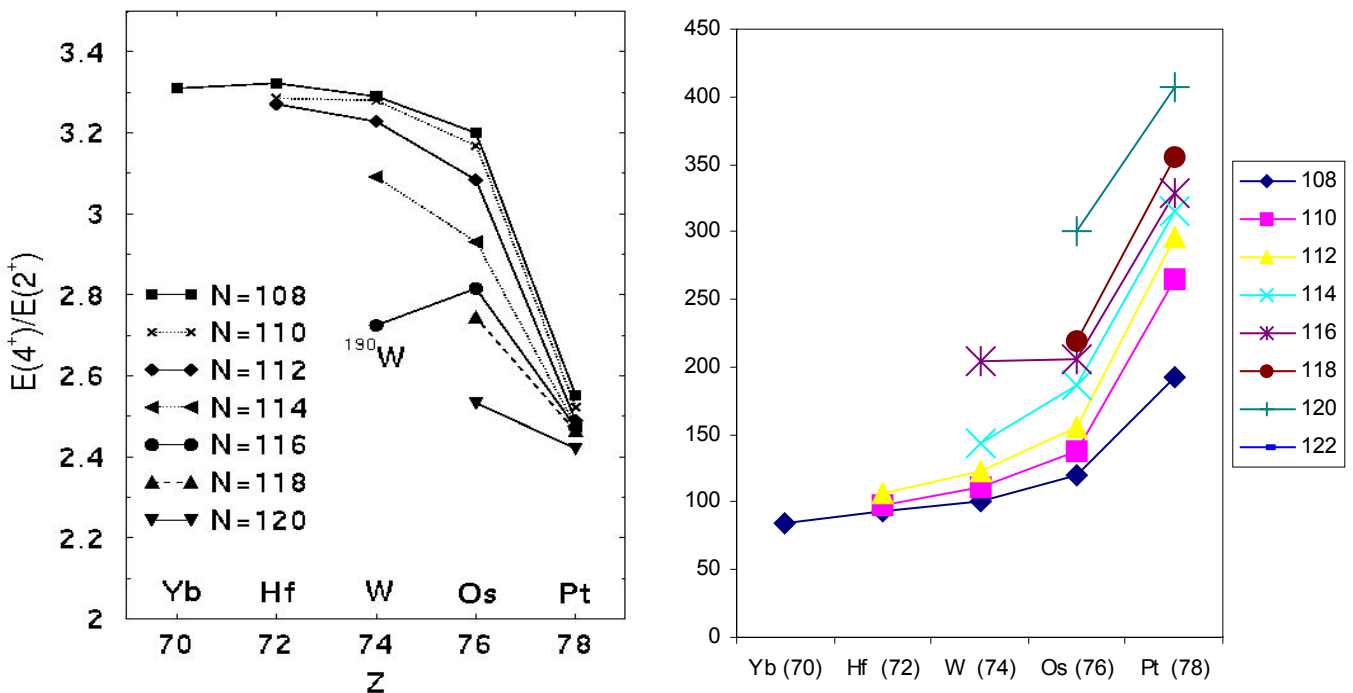 E(4⁺)/E(2⁺)
3.4
3.2
3
2.8
2.6
2.4
2.2
2
N=108
N=110
N=112
N=114
N=116
N=118
N=120
¹⁹⁰W
Yb Hf W Os Pt
70 72 74 76 78
Z
450
400
350
300
250
200
150
100
50
0
Yb (70) Hf (72) W (74) Os (76) Pt (78)
108
110
112
114
116
118
120
122